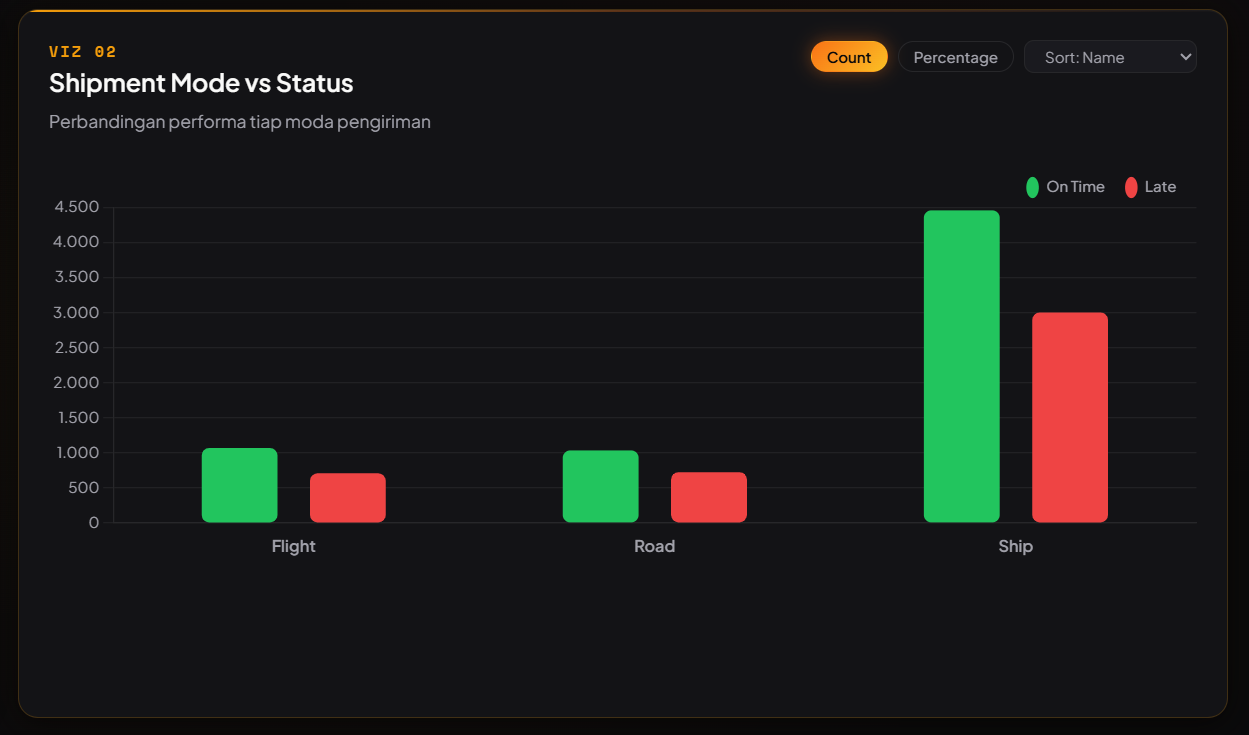 VIZ 02
Shipment Mode vs Status
Perbandingan performa tiap moda pengiriman
Count
Percentage
Sort: Name
On Time
Late
4.500
4.000
3.500
3.000
2.500
2.000
1.500
1.000
500
0
Flight
Road
Ship